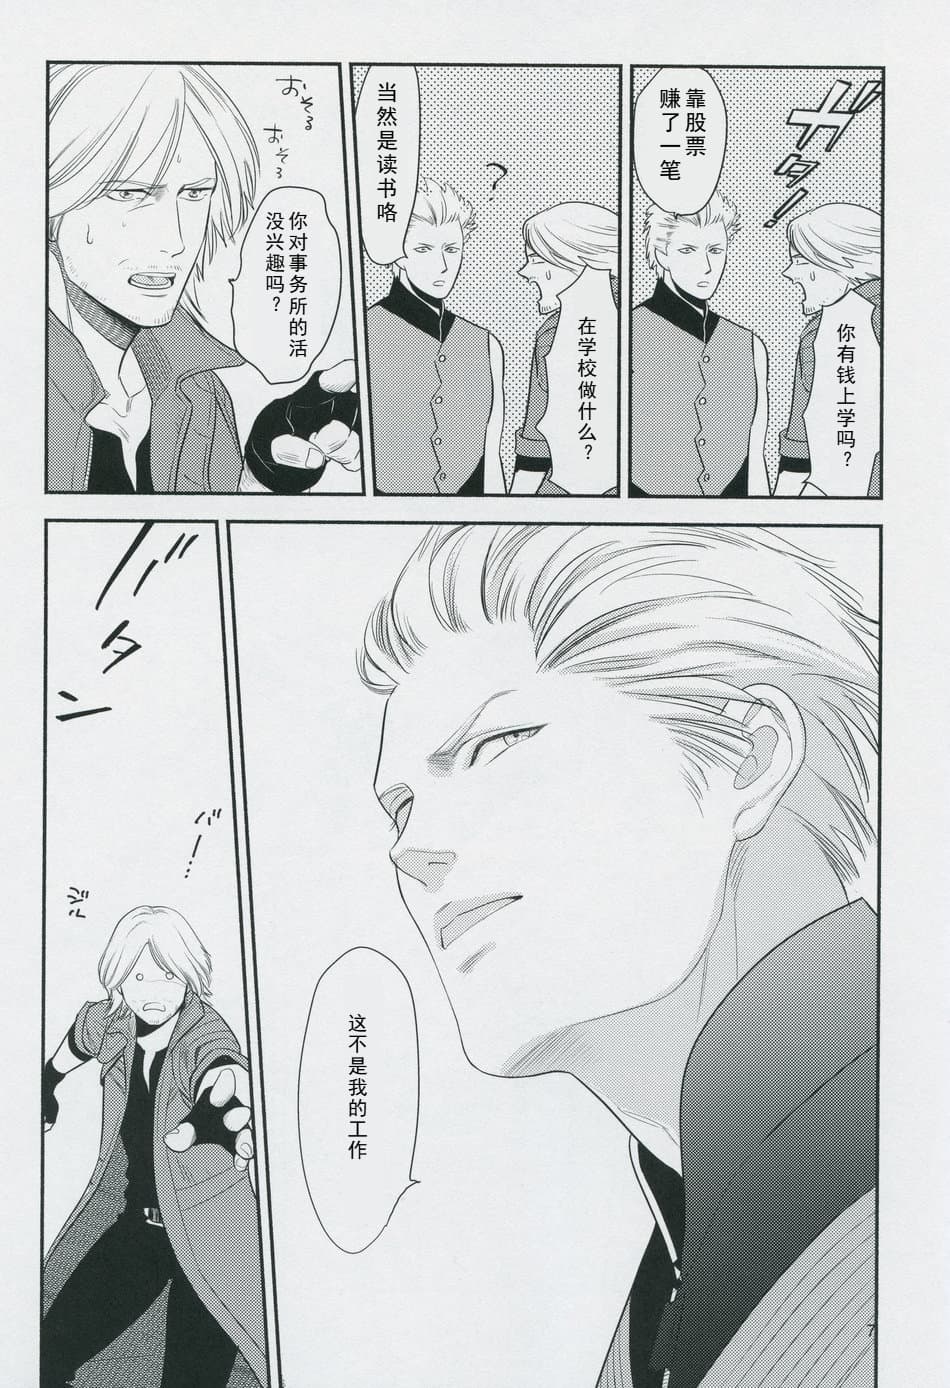 ガタ!
你有钱上学吗?
靠股票
赚了一笔
?
在学校做什么?
当然是读书咯
おそる
おそる
你对事务所的活
没兴趣吗?
这不是我的工作
バタン
バー…
7